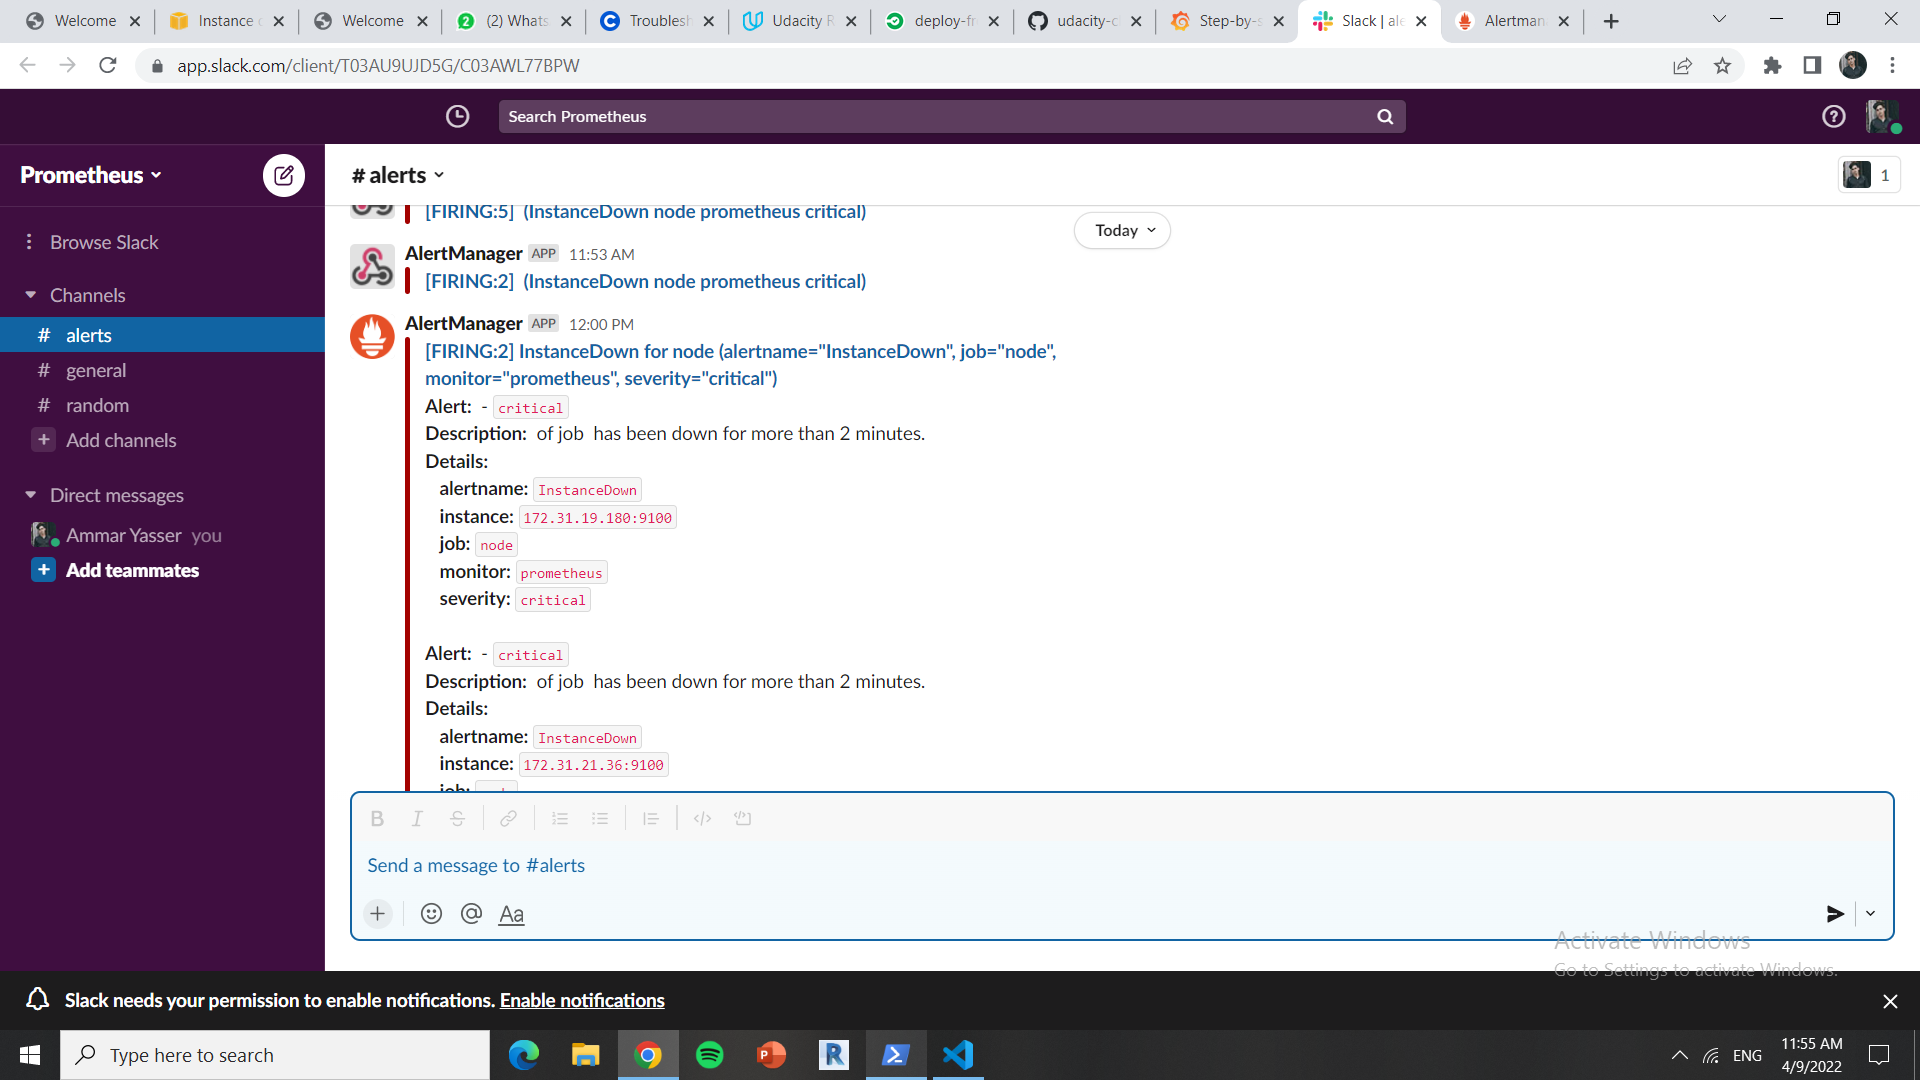 Welcome
Instance
Welcome
(2) Whats
Troublesh
Udacity R
deploy-fr
udacity-c
Step-by-s
Slack | ale
Alertman
app.slack.com/client/T03AU9UJD5G/C03AWL77BPW
Search Prometheus
Prometheus
# alerts
1
Browse Slack
Channels
# alerts
# general
# random
+ Add channels
Direct messages
Ammar Yasser you
+ Add teammates
[FIRING:5] (InstanceDown node prometheus critical)
Today
AlertManager APP 11:53 AM
[FIRING:2] (InstanceDown node prometheus critical)
AlertManager APP 12:00 PM
[FIRING:2] InstanceDown for node (alertname="InstanceDown", job="node",
monitor="prometheus", severity="critical")
Alert: - critical
Description: of job has been down for more than 2 minutes.
Details:
alertname: InstanceDown
instance: 172.31.19.180:9100
job: node
monitor: prometheus
severity: critical
Alert: - critical
Description: of job has been down for more than 2 minutes.
Details:
alertname: InstanceDown
instance: 172.31.21.36:9100
job:
Send a message to #alerts
Aa
Activate Windows
Go to Settings to activate Windows.
Slack needs your permission to enable notifications. Enable notifications
Type here to search
ENG
11:55 AM
4/9/2022